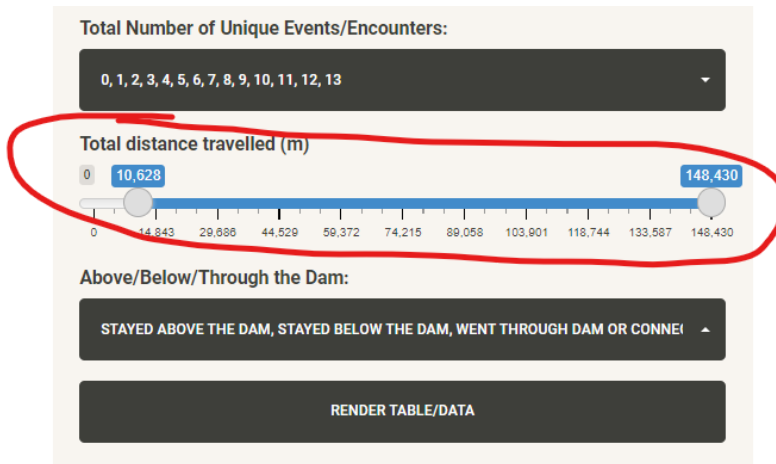 Total Number of Unique Events/Encounters:
0, 1, 2, 3, 4, 5, 6, 7, 8, 9, 10, 11, 12, 13
Total distance travelled (m)
0 10,628 148,430
0 14,843 29,686 44,529 59,372 74,215 89,058 103,901 118,744 133,587 148,430
Above/Below/Through the Dam:
STAYED ABOVE THE DAM, STAYED BELOW THE DAM, WENT THROUGH DAM OR CONNE
RENDER TABLE/DATA